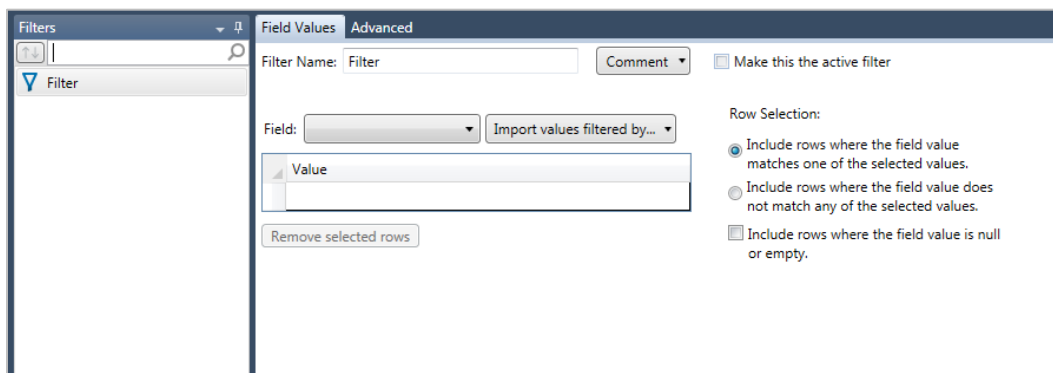 Filters
Filter
Field Values Advanced
Filter Name: Filter Comment
Make this the active filter
Field: Import values filtered by...
Value
Remove selected rows
Row Selection:
Include rows where the field value
matches one of the selected values.
Include rows where the field value does
not match any of the selected values.
Include rows where the field value is null
or empty.